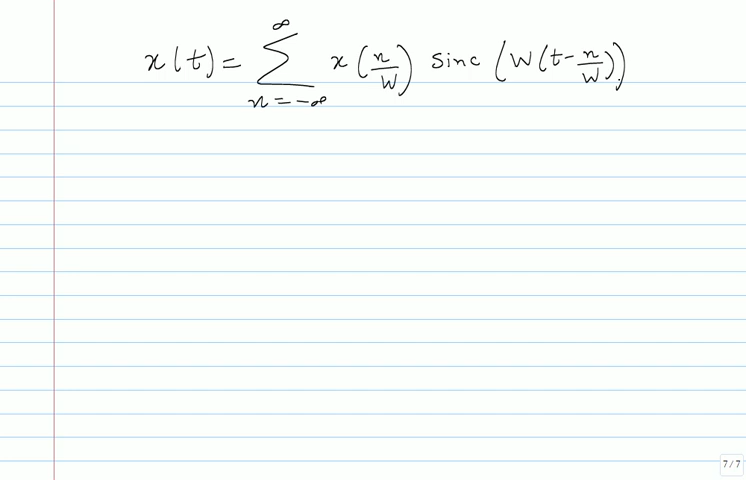 x(t) = ∑_{n=-∞}^{∞} x(n/W) sinc(W(t-n/W))
7/7